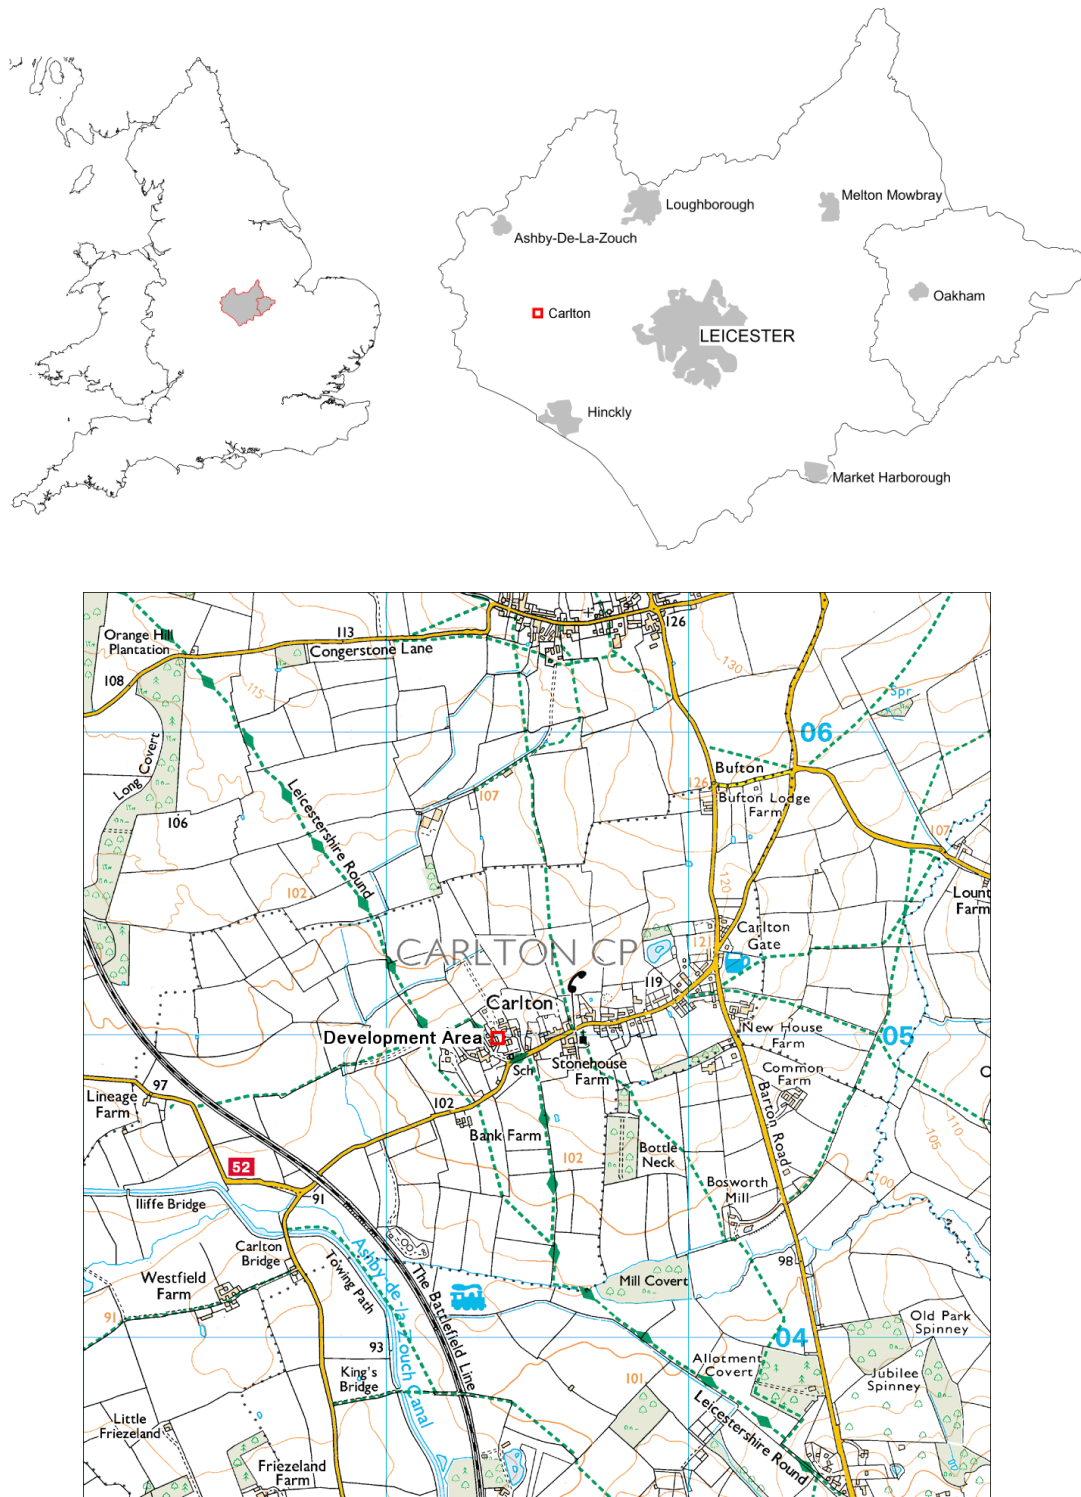 Melton Mowbray
Loughborough
Ashby-De-La-Zouch
Oakham
Carlton
LEICESTER
Hinckly
Market Harborough
Orange Hill
Plantation
113
Congerstone Lane
126
108
115
130
Spr
06
Long Covert
Bufton
126
107
Bufton Lodge
Farm
106
Leicestershire Round
107
102
120
Lount
Farm
Carlton
Gate
CARLTON CP
121
119
Carlton
Development Area
New House
Farm
05
Sch
Stonehouse
Farm
Common
Farm
C
97
Lineage
Farm
102
Barton Road
110
105
Bank Farm
102
Bottle
Neck
52
100
Bosworth
Mill
91
Iliffe Bridge
Carlton
Bridge
98
Westfield
Farm
Towing Path
Ashby-de-la-Zouch Canal
The Battlefield Line
Mill Covert
91
Old Park
Spinney
04
93
Allotment
Covert
King's
Bridge
101
Jubilee
Spinney
Leicestershire Round
Little
Friezeland
Friezeland
Farm